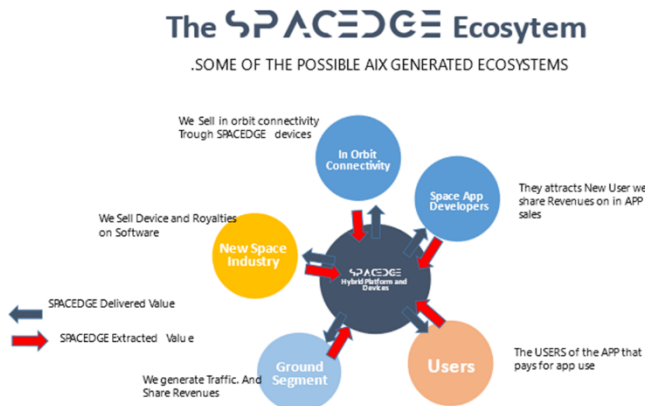 The SPACEDGE Ecosytem
.SOME OF THE POSSIBLE AIX GENERATED ECOSYSTEMS
We Sell in orbit connectivity
Trough SPACEDGE devices
In Orbit
Connectivity
Space App
Developers
They attracts New User we
share Revenues on in APP
sales
We Sell Device and Royalties
on Software
New Space
Industry
SPACEDGE
Hybrid Platform and
Devices
SPACEDGE Delivered Value
SPACEDGE Extracted Value
Ground
Segment
We generate Traffic. And
Share Revenues
Users
The USERS of the APP that
pays for app use